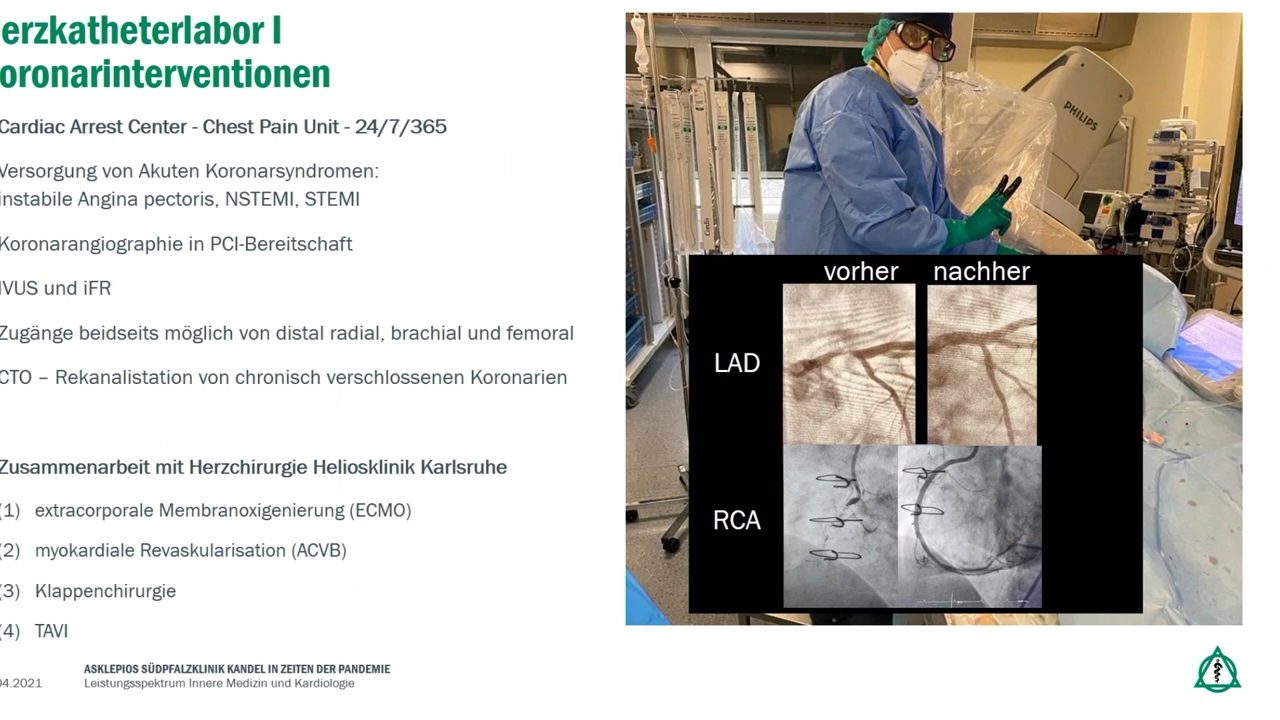 erzkatheterlabor I
oronarinterventionen
Cardiac Arrest Center - Chest Pain Unit - 24/7/365
Versorgung von Akuten Koronarsyndromen:
instabile Angina pectoris, NSTEMI, STEMI
Koronarangiographie in PCI-Bereitschaft
IVUS und iFR
Zugänge beidseits möglich von distal radial, brachial und femoral
CTO – Rekanalistation von chronisch verschlossenen Koronarien
Zusammenarbeit mit Herzchirurgie Heliosklinik Karlsruhe
(1) extracorporale Membranoxigenierung (ECMO)
(2) myokardiale Revaskularisation (ACVB)
(3) Klappenchirurgie
(4) TAVI
04.2021
ASKLEPIOS SÜDPFALZKLINIK KANDEL IN ZEITEN DER PANDEMIE
Leistungsspektrum Innere Medizin und Kardiologie
PHILIPS
Cordis
vorher nachher
LAD
RCA